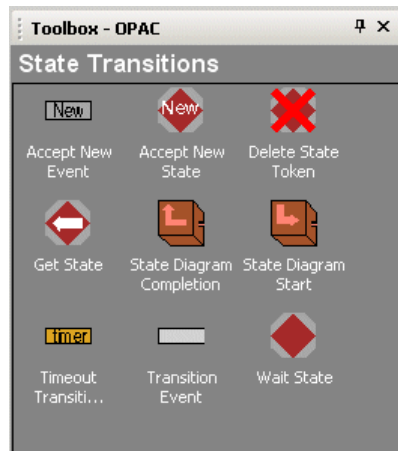 Toolbox - OPAC
State Transitions
New
New
Accept New Event
Accept New State
Delete State Token
Get State
State Diagram Completion
State Diagram Start
timer
Timeout Transiti...
Transition Event
Wait State